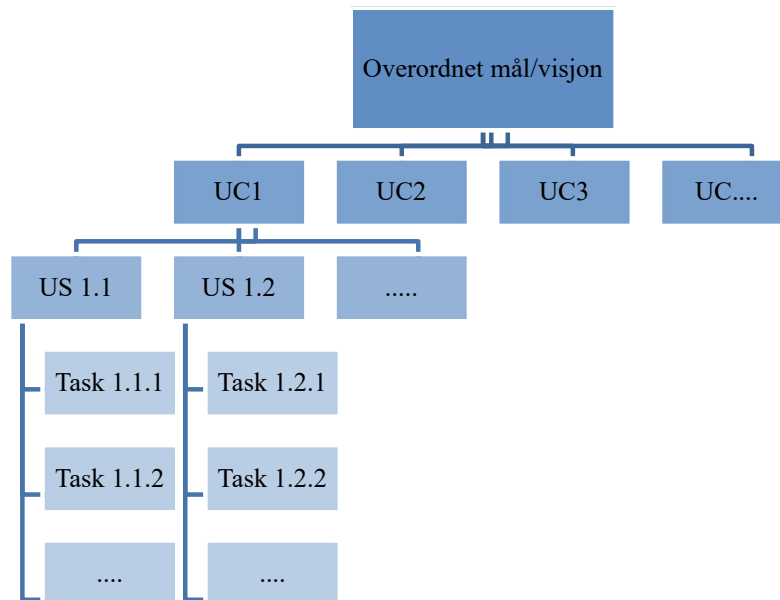 Overordnet mål/visjon
UC1
UC2
UC3
UC....
US 1.1
US 1.2
.....
Task 1.1.1
Task 1.2.1
Task 1.1.2
Task 1.2.2
....
....